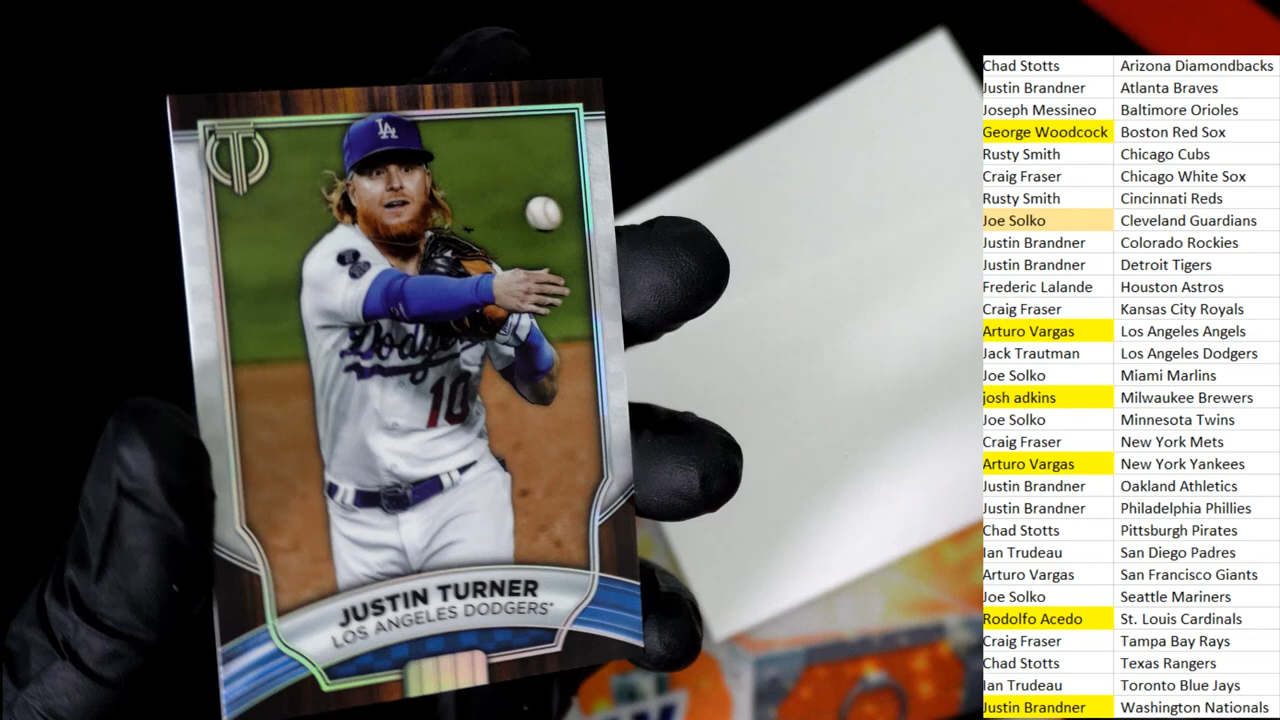 LA
Dodgers
10
JUSTIN TURNER
LOS ANGELES DODGERS
Chad Stotts Arizona Diamondbacks
Justin Brandner Atlanta Braves
Joseph Messineo Baltimore Orioles
George Woodcock Boston Red Sox
Rusty Smith Chicago Cubs
Craig Fraser Chicago White Sox
Rusty Smith Cincinnati Reds
Joe Solko Cleveland Guardians
Justin Brandner Colorado Rockies
Justin Brandner Detroit Tigers
Frederic Lalande Houston Astros
Craig Fraser Kansas City Royals
Arturo Vargas Los Angeles Angels
Jack Trautman Los Angeles Dodgers
Joe Solko Miami Marlins
josh adkins Milwaukee Brewers
Joe Solko Minnesota Twins
Craig Fraser New York Mets
Arturo Vargas New York Yankees
Justin Brandner Oakland Athletics
Justin Brandner Philadelphia Phillies
Chad Stotts Pittsburgh Pirates
Ian Trudeau San Diego Padres
Arturo Vargas San Francisco Giants
Joe Solko Seattle Mariners
Rodolfo Acedo St. Louis Cardinals
Craig Fraser Tampa Bay Rays
Chad Stotts Texas Rangers
Ian Trudeau Toronto Blue Jays
Justin Brandner Washington Nationals